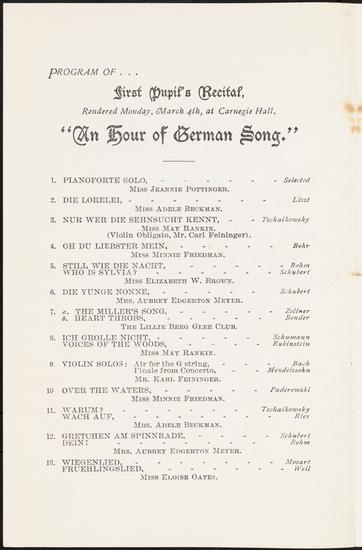 PROGRAM OF . . .
First Pupil's Recital,
Rendered Monday, March 4th, at Carnegie Hall.
"An Hour of German Song."
1. PIANOFORTE SOLO, - - - - - - Selected
Miss Jeannie Pottinger.
2. DIE LORELEI, - - - - - - - Liszt
Miss Adele Beckman.
3. NUR WER DIE SEHNSUCHT KENNT, - - Tschaikowsky
Miss May Rankin.
(Violin Obligato, Mr. Carl Feininger).
4. OH DU LIEBSTER MEIN, - - - - - Behr
Miss Minnie Friedman.
5. STILL WIE DIE NACHT, - - - - - Bohm
WHO IS SYLVIA? - - - - - - Schubert
Miss Elizabeth W. Brown.
6. DIE YUNGE NONNE, - - - - - - Schubert
Mrs. Aubrey Edgerton Meyer.
7. a. THE MILLER'S SONG, - - - - - Zollner
b. HEART THROBS, - - - - - - Bender
The Lillie Berg Glee Club.
8. ICH GROLLE NICHT, - - - - - Schumann
VOICES OF THE WOODS, - - - - Rubinstein
Miss May Rankin.
9. VIOLIN SOLOS: Air for the G string, - - - Bach
Finale from Concerto, - - Mendelssohn
Mr. Karl Feininger.
10 OVER THE WATERS, - - - - - Paderewski
Miss Minnie Friedman.
11. WARUM? - - - - - - - Tschaikowsky
WACH AUF, - - - - - - - Ries
Mrs. Adele Beckman.
12. GRETCHEN AM SPINNRADE, - - - - Schubert
DEIN! - - - - - - - - Bohm
Mrs. Aubrey Edgerton Meyer.
13. WIEGENLIED, - - - - - - - Mozart
FRUEHLINGSLIED, - - - - - - Weil
Miss Eloise Oates.